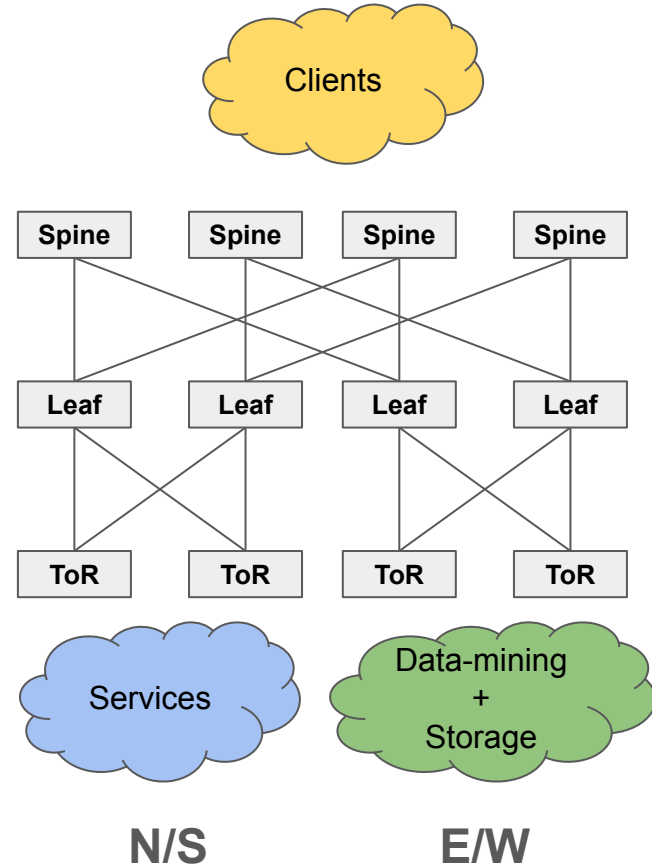 Clients
Spine Spine Spine Spine
Leaf Leaf Leaf Leaf
ToR ToR ToR ToR
Services
Data-mining
+
Storage
N/S E/W